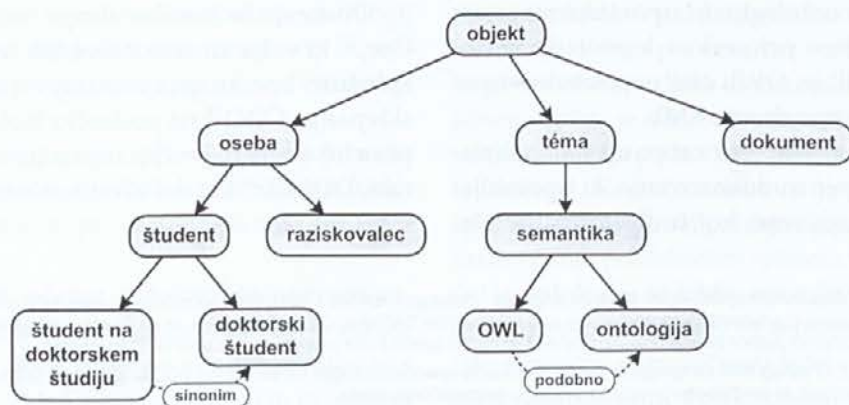 objekt
oseba
téma
dokument
študent
raziskovalec
semantika
študent na
doktorskem
študiju
doktorski
študent
OWL
ontologija
sinonim
podobno